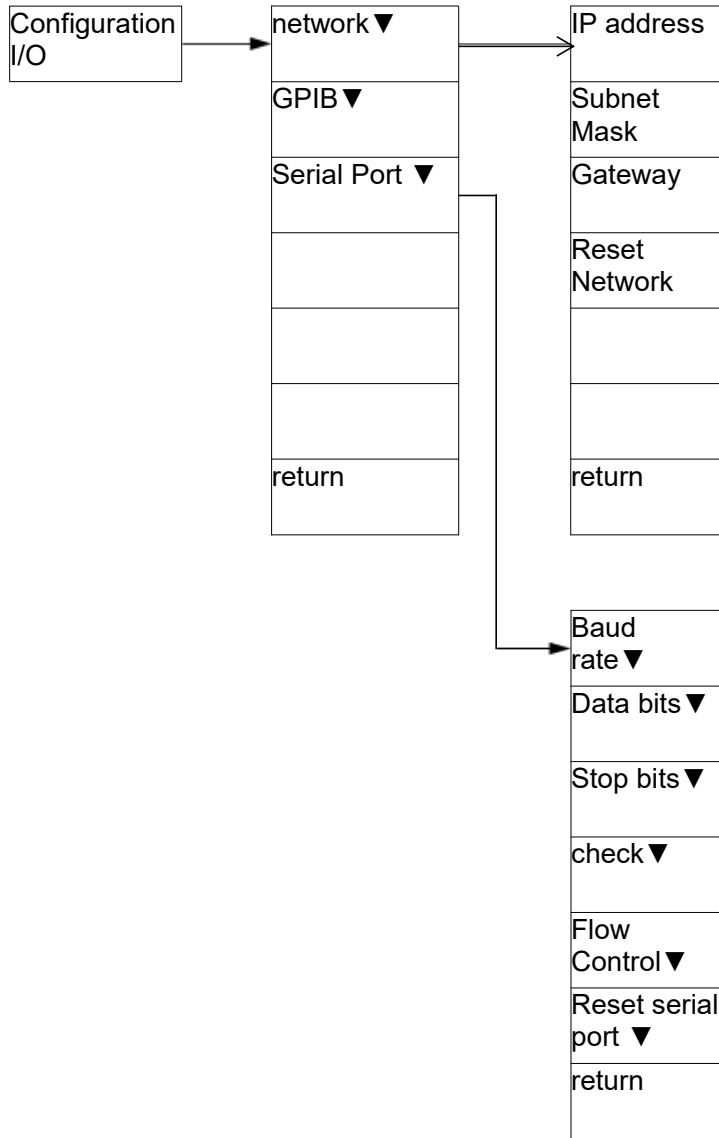 Configuration
I/O
network▼
GPIB▼
Serial Port ▼
return
IP address
Subnet
Mask
Gateway
Reset
Network
return
Baud
rate▼
Data bits▼
Stop bits▼
check▼
Flow
Control▼
Reset serial
port ▼
return